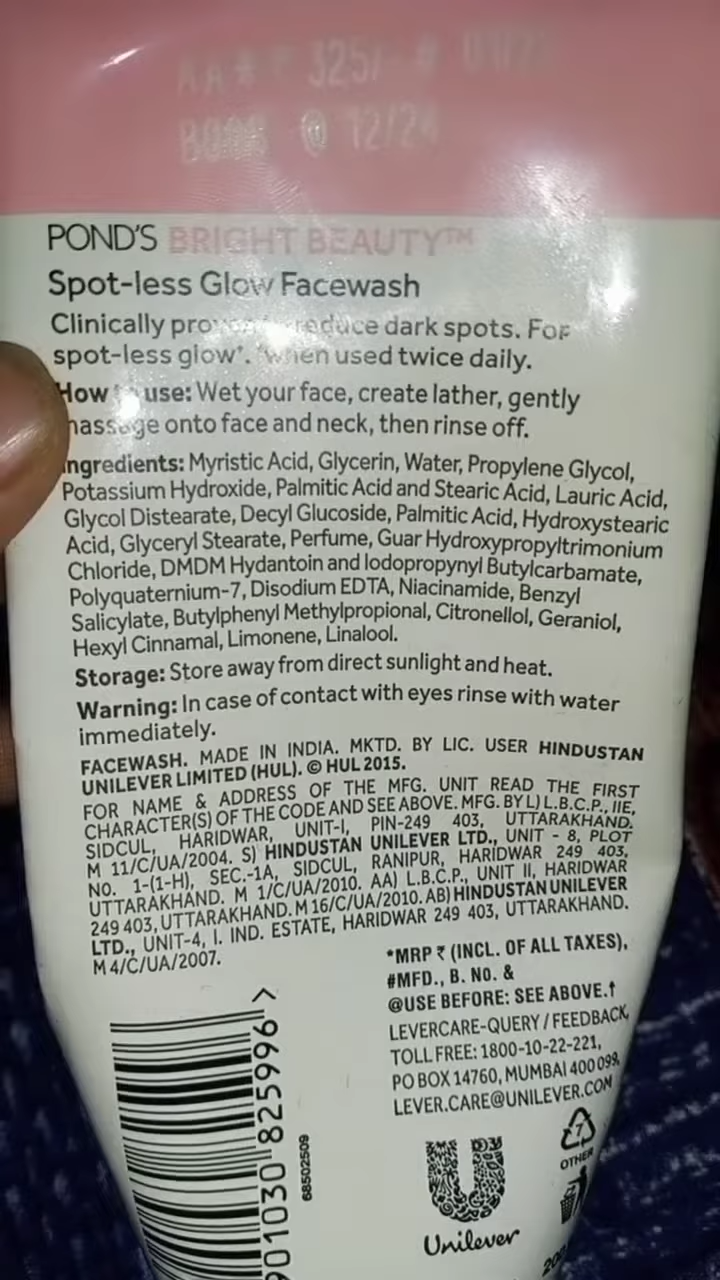 AA* ₹ 325/- #
@ 12/24
POND'S BRIGHT BEAUTY™
Spot-less Glow Facewash
Clinically reduce dark spots. For
spot-less glow⁺. when used twice daily.
How use: Wet your face, create lather, gently
massage onto face and neck, then rinse off.
Ingredients: Myristic Acid, Glycerin, Water, Propylene Glycol,
Potassium Hydroxide, Palmitic Acid and Stearic Acid, Lauric Acid,
Glycol Distearate, Decyl Glucoside, Palmitic Acid, Hydroxystearic
Acid, Glyceryl Stearate, Perfume, Guar Hydroxypropyltrimonium
Chloride, DMDM Hydantoin and Iodopropynyl Butylcarbamate,
Polyquaternium-7, Disodium EDTA, Niacinamide, Benzyl
Salicylate, Butylphenyl Methylpropional, Citronellol, Geraniol,
Hexyl Cinnamal, Limonene, Linalool.
Storage: Store away from direct sunlight and heat.
Warning: In case of contact with eyes rinse with water
immediately.
FACEWASH. MADE IN INDIA. MKTD. BY LIC. USER HINDUSTAN
UNILEVER LIMITED (HUL). © HUL 2015.
FOR NAME & ADDRESS OF THE MFG. UNIT READ THE FIRST
CHARACTER(S) OF THE CODE AND SEE ABOVE. MFG. BY L) L.B.C.P., IIE,
SIDCUL, HARIDWAR, UNIT-I, PIN-249 403, UTTARAKHAND.
M 11/C/UA/2004. S) HINDUSTAN UNILEVER LTD., UNIT - 8, PLOT
NO. 1-(1-H), SEC.-1A, SIDCUL, RANIPUR, HARIDWAR 249 403,
UTTARAKHAND. M 1/C/UA/2010. AA) L.B.C.P., UNIT II, HARIDWAR
249 403, UTTARAKHAND. M 16/C/UA/2010. AB) HINDUSTAN UNILEVER
LTD., UNIT-4, I. IND. ESTATE, HARIDWAR 249 403, UTTARAKHAND.
M 4/C/UA/2007.
*MRP ₹ (INCL. OF ALL TAXES),
#MFD., B. NO. &
@USE BEFORE: SEE ABOVE.↑
LEVERCARE-QUERY / FEEDBACK,
TOLL FREE: 1800-10-22-221,
PO BOX 14760, MUMBAI 400 099,
LEVER.CARE@UNILEVER.COM
901030 825996 >
68502509
7
OTHER
Unilever